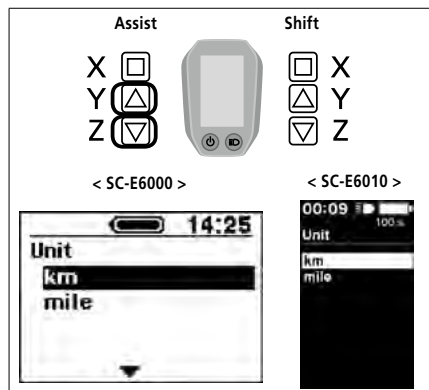 Assist Shift
X X
Y Y
Z Z
< SC-E6000 > < SC-E6010 >
14:25
Unit
km
mile
00:09
100%
Unit
km
mile